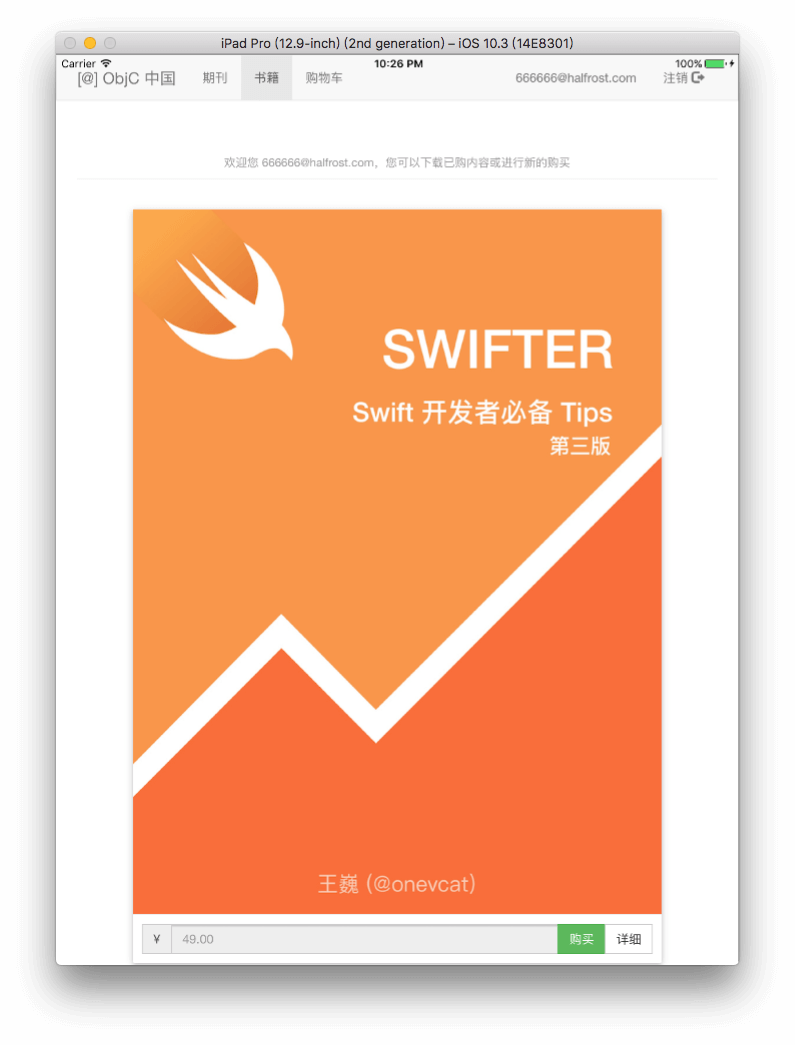 iPad Pro (12.9-inch) (2nd generation) – iOS 10.3 (14E8301)
Carrier 10:26 PM 100%
[@] ObjC 中国 期刊 书籍 购物车 666666@halfrost.com 注销
欢迎您 666666@halfrost.com，您可以下载已购内容或进行新的购买
SWIFTER
Swift 开发者必备 Tips
第三版
王巍 (@onevcat)
¥ 49.00 购买 详细